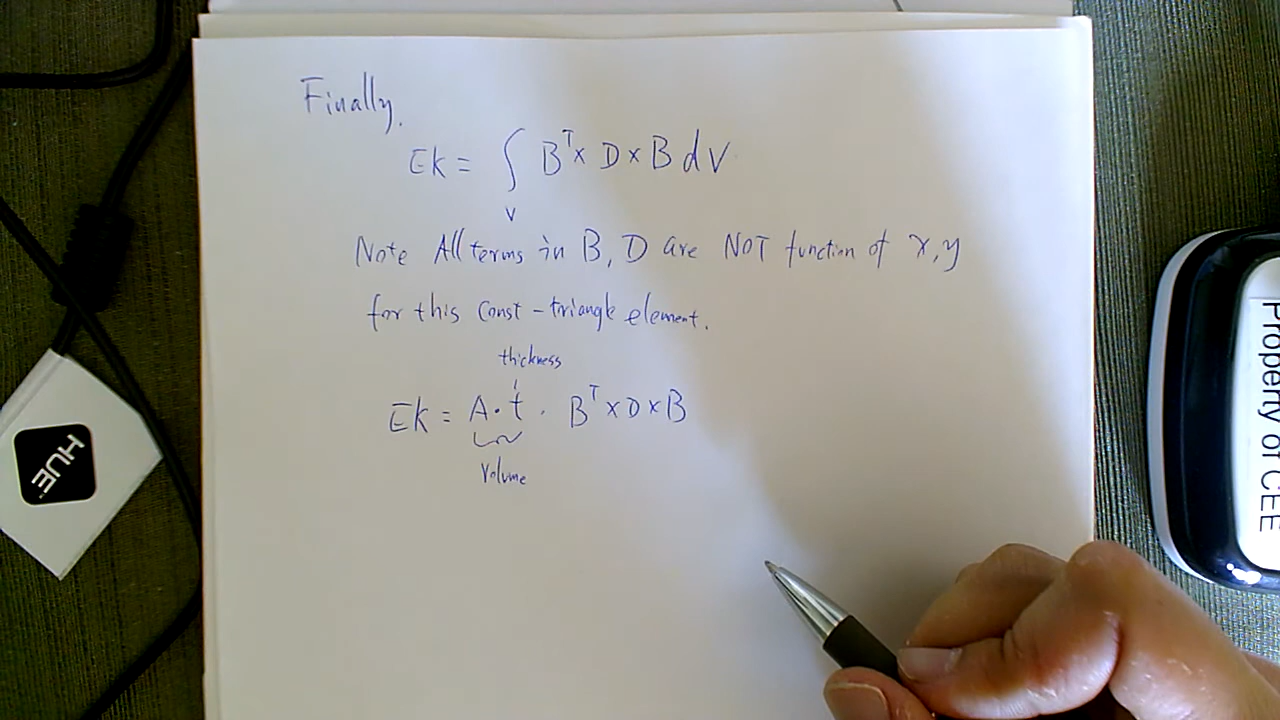 Finally,
Ek = ∫ Bᵀ × D × B dV
V
Note All terms in B, D are NOT function of x, y
for this Const-triangle element.
thickness
Ek = A · t · Bᵀ × D × B
Volume
HUE
Property of CEE